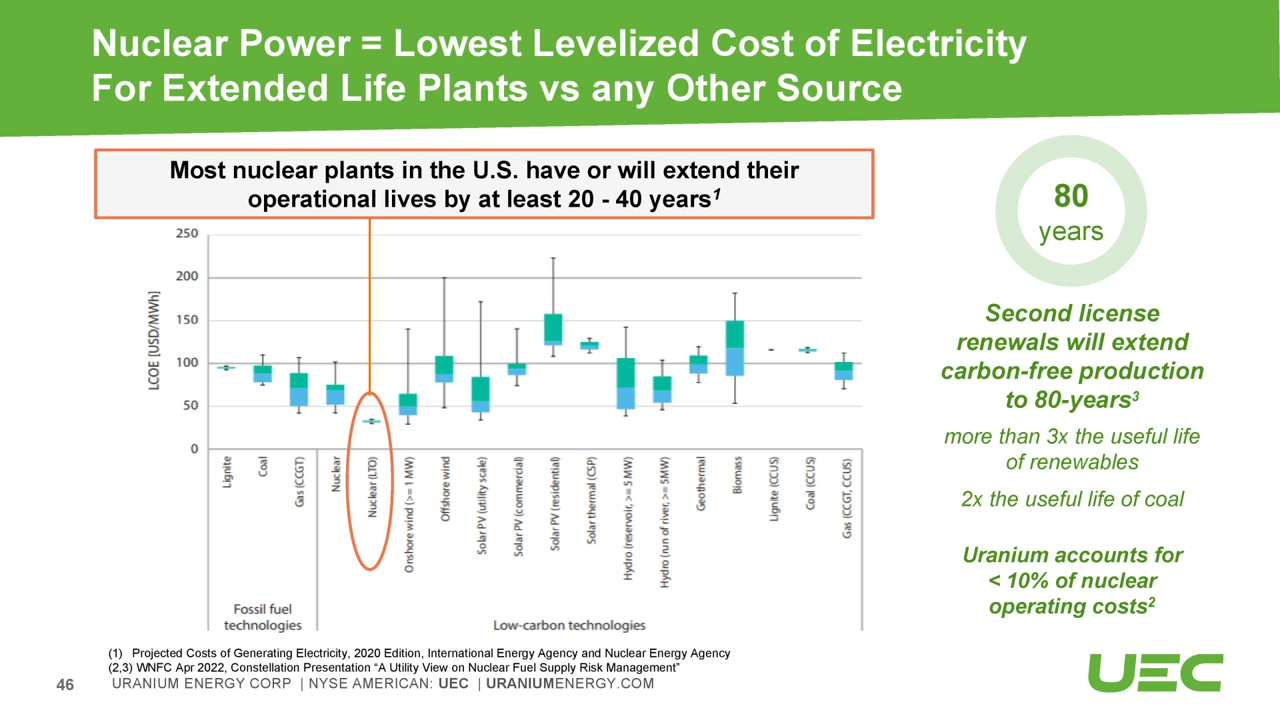 Nuclear Power = Lowest Levelized Cost of Electricity
For Extended Life Plants vs any Other Source
Most nuclear plants in the U.S. have or will extend their
operational lives by at least 20 - 40 years1
80
years
Second license
renewals will extend
carbon-free production
to 80-years3
more than 3x the useful life
of renewables
2x the useful life of coal
Uranium accounts for
< 10% of nuclear
operating costs2
LCOE [USD/MWh]
250
200
150
100
50
0
Lignite
Coal
Gas (CCGT)
Nuclear
Nuclear (LTO)
Onshore wind (>= 1 MW)
Offshore wind
Solar PV (utility scale)
Solar PV (commercial)
Solar PV (residential)
Solar thermal (CSP)
Hydro (reservoir, >= 5 MW)
Hydro (run of river, >= 5MW)
Geothermal
Biomass
Lignite (CCUS)
Coal (CCUS)
Gas (CCGT, CCUS)
Fossil fuel
technologies
Low-carbon technologies
(1) Projected Costs of Generating Electricity, 2020 Edition, International Energy Agency and Nuclear Energy Agency
(2,3) WNFC Apr 2022, Constellation Presentation “A Utility View on Nuclear Fuel Supply Risk Management”
46 URANIUM ENERGY CORP | NYSE AMERICAN: UEC | URANIUMENERGY.COM
UEC